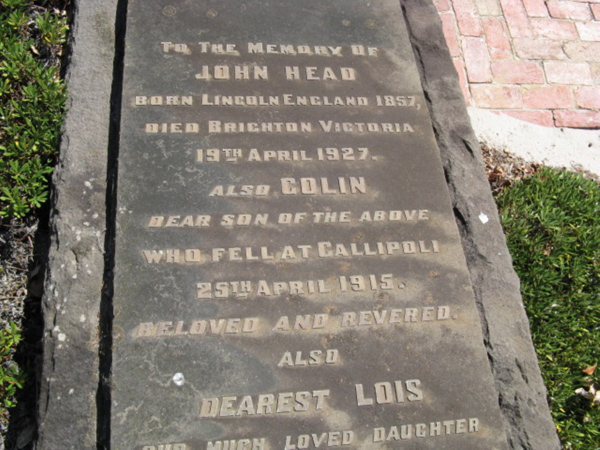 TO THE MEMORY OF
JOHN HEAD
BORN LINCOLN ENGLAND 1857,
DIED BRIGHTON VICTORIA
19TH APRIL 1927.
ALSO COLIN
DEAR SON OF THE ABOVE
WHO FELL AT GALLIPOLI
25TH APRIL 1915.
BELOVED AND REVERED.
ALSO
DEAREST LOIS
OUR MUCH LOVED DAUGHTER